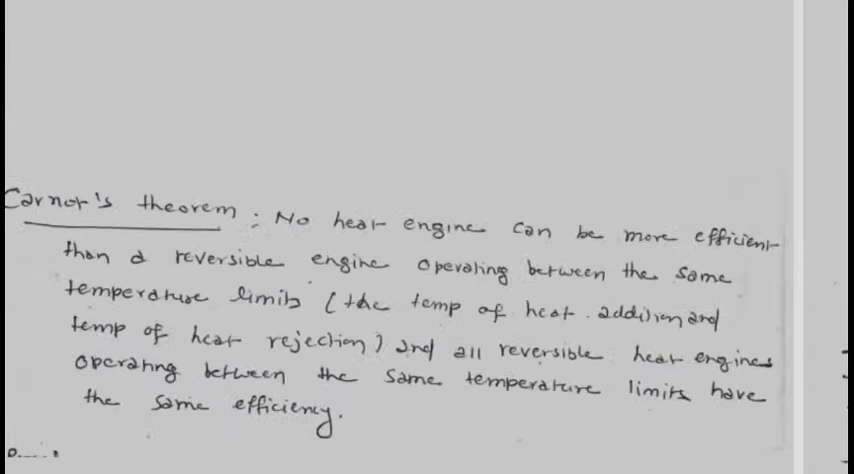 Carnot's theorem : No heat engine can be more efficient
than a reversible engine operating between the same
temperature limits (the temp of heat addition and
temp of heat rejection) and all reversible heat engines
operating between the same temperature limits have
the same efficiency.